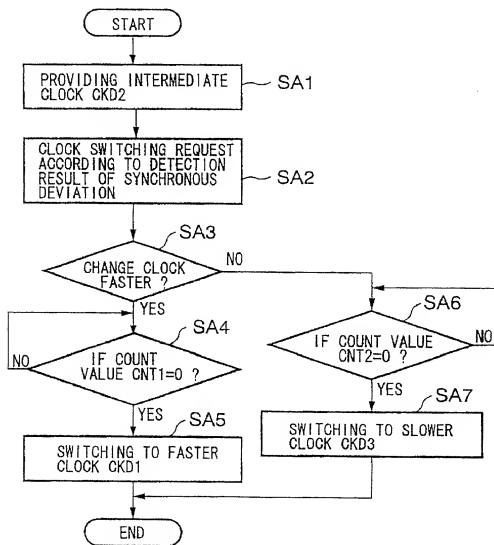 START
PROVIDING INTERMEDIATE
CLOCK CKD2
SA1
CLOCK SWITCHING REQUEST
ACCORDING TO DETECTION
RESULT OF SYNCHRONOUS
DEVIATION
SA2
SA3
CHANGE CLOCK
FASTER ?
NO
YES
SA4
IF COUNT
VALUE CNT1=0 ?
NO
YES
SA5
SWITCHING TO FASTER
CLOCK CKD1
SA6
IF COUNT VALUE
CNT2=0 ?
NO
YES
SA7
SWITCHING TO SLOWER
CLOCK CKD3
END